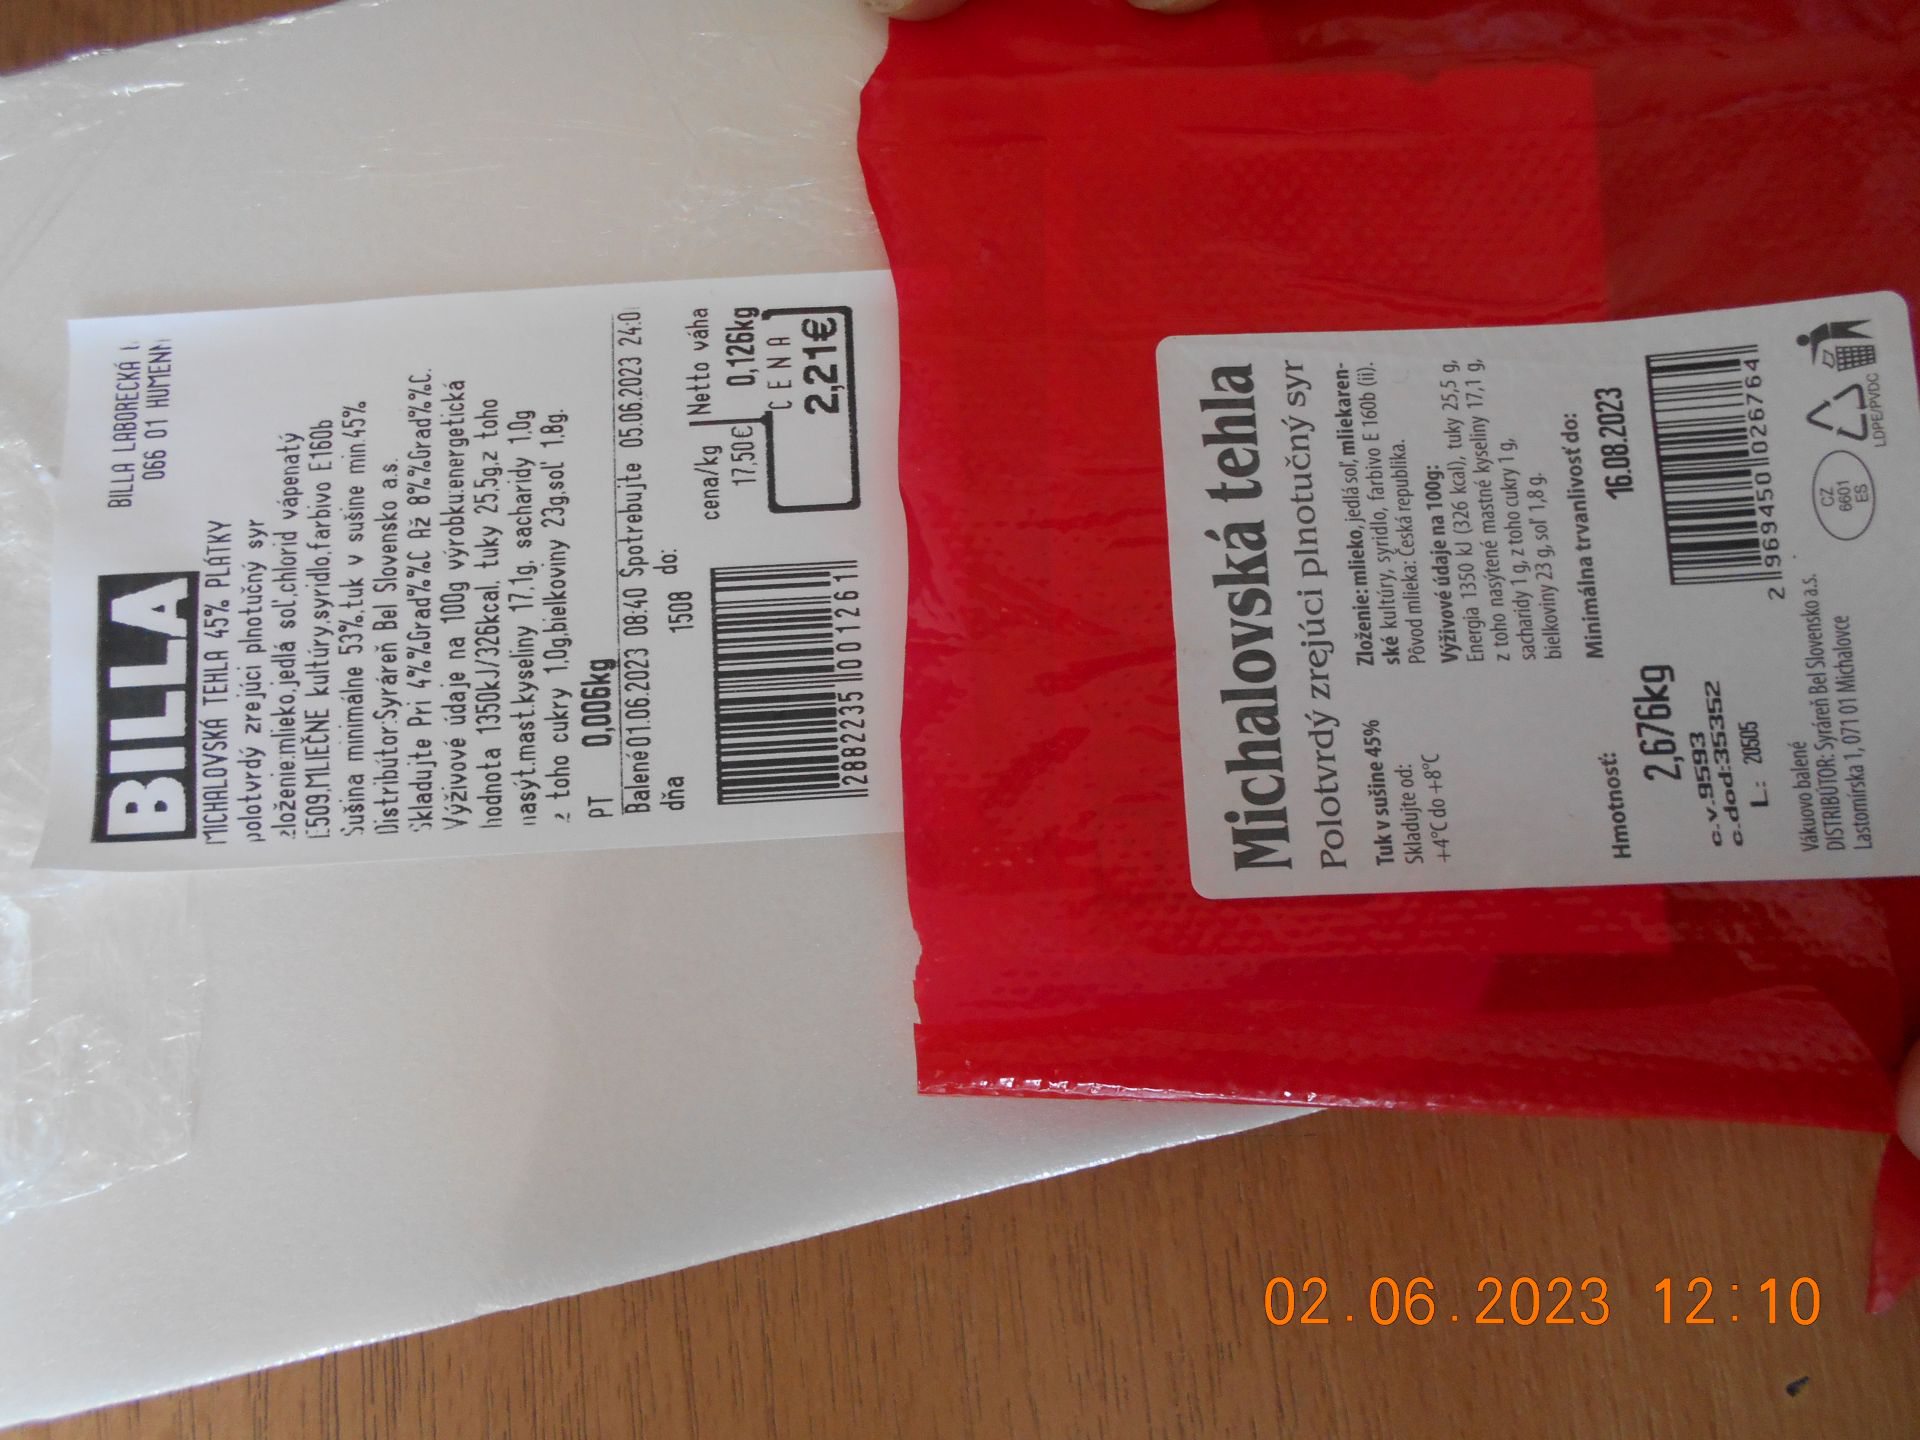 BILLA
BILLA LABORECKÁ
066 01 HUMENN
MICHALOVSKÁ TEHLA 45% PLÁTKY
polotvrdý zrejúci plnotučný syr
zloženie:mlieko,jedlá soľ,chlorid vápenatý
E509,MLIEČNE kultúry,syridlo,farbivo E160b
Sušina minimálne 53%,tuk v sušine min.45%
Distribútor:Syráreň Bel Slovensko a.s.
Skladujte Pri 4%%Grad%%C Až 8%%Grad%%C.
Výživové údaje na 100g výrobku:energetická
hodnota 1350kJ/326kcal, tuky 25,5g,z toho
nasýt.mast.kyseliny 17,1g, sacharidy 1,0g
z toho cukry 1,0g,bielkoviny 23g,soľ 1,8g.
PT 0,006kg
Balené 01.06.2023 08:40 Spotrebujte 05.06.2023 24:0
dňa 1508 do:
cena/kg Netto váha
17,50€ 0,126kg
CENA
2,21€
2882235001261
Michalovská tehla
Polotvrdý zrejúci plnotučný syr
Tuk v sušine 45%
Skladujte od:
+4°C do +8°C
Zloženie: mlieko, jedlá soľ, mliekaren-
ské kultúry, syridlo, farbivo E 160b (ii).
Pôvod mlieka: Česká republika.
Výživové údaje na 100g:
Energia 1350 kJ (326 kcal), tuky 25,5 g,
z toho nasýtené mastné kyseliny 17,1 g,
sacharidy 1 g, z toho cukry 1 g,
bielkoviny 23 g, soľ 1,8 g.
Minimálna trvanlivosť do:
16.08.2023
Hmotnosť:
2,676kg
c.v.9593
c.dod:35352
L: 20505
2969450026764
Vákuovo balené
DISTRIBÚTOR: Syráreň Bel Slovensko a.s.
Lastomírska 1, 071 01 Michalovce
CZ
6601
ES
LDPE/PVDC
02.06.2023 12:10